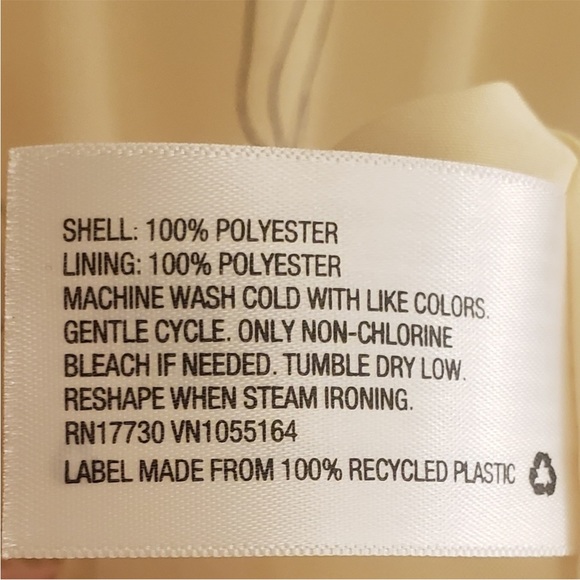 SHELL: 100% POLYESTER
LINING: 100% POLYESTER
MACHINE WASH COLD WITH LIKE COLORS.
GENTLE CYCLE. ONLY NON-CHLORINE
BLEACH IF NEEDED. TUMBLE DRY LOW.
RESHAPE WHEN STEAM IRONING.
RN17730 VN1055164
LABEL MADE FROM 100% RECYCLED PLASTIC